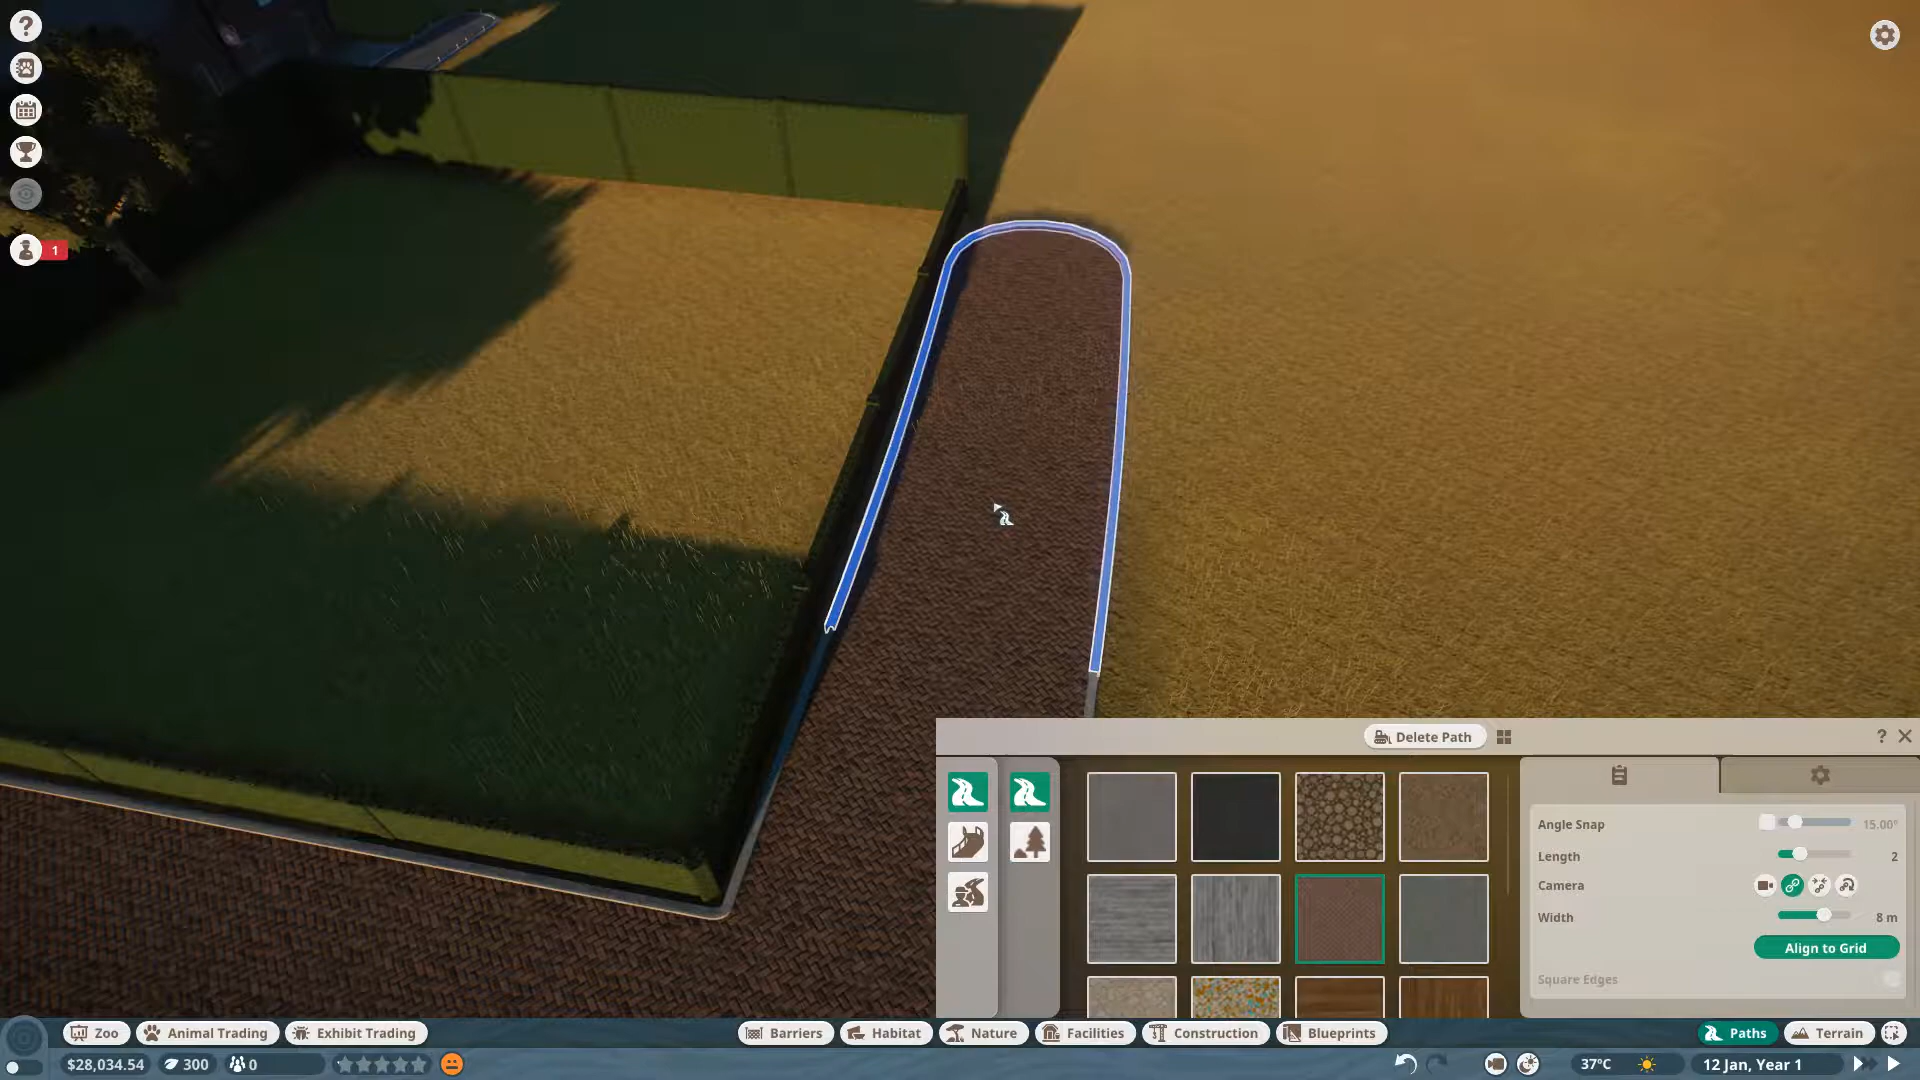 ?
1
Delete Path
?
Angle Snap 15.00°
Length 2
Camera
Width 8 m
Align to Grid
Square Edges
Zoo Animal Trading Exhibit Trading Barriers Habitat Nature Facilities Construction Blueprints Paths Terrain
$28,034.54 300 0 37°C 12 Jan, Year 1